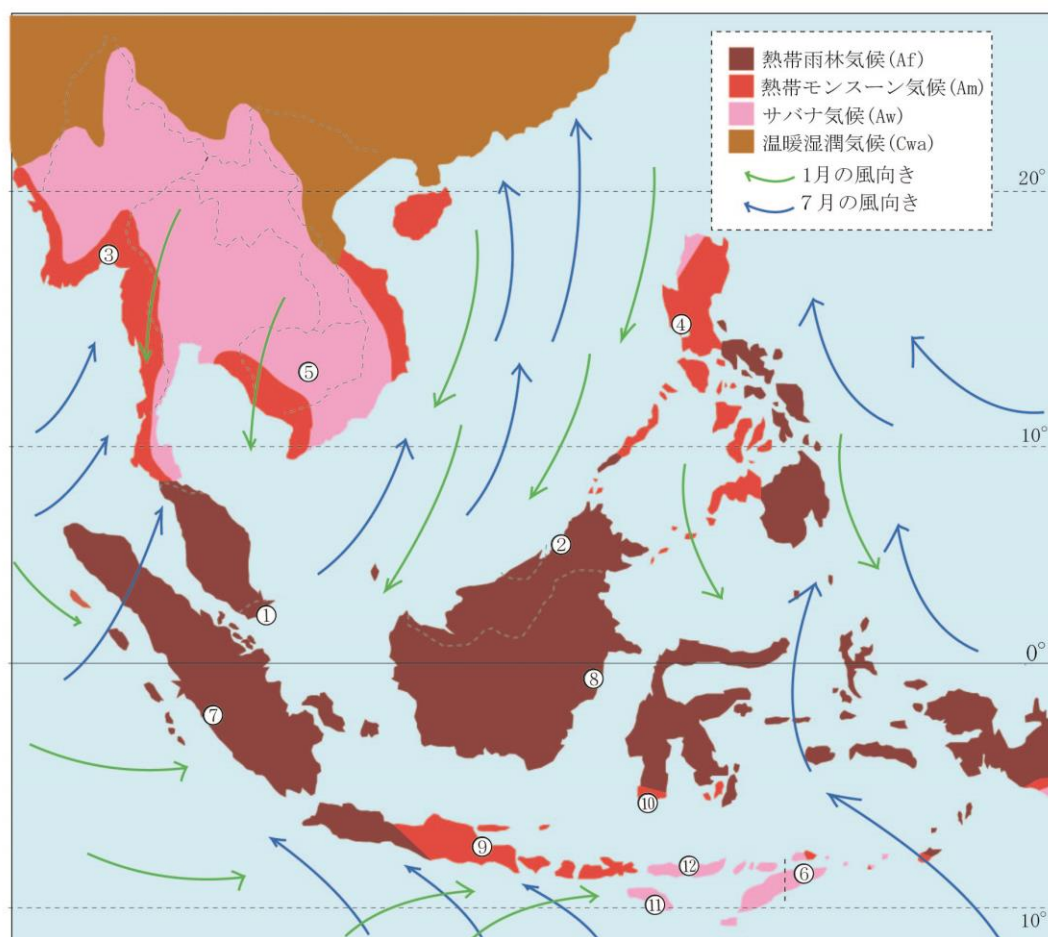 熱帯雨林気候(Af)
熱帯モンスーン気候(Am)
サバナ気候(Aw)
温暖湿潤気候(Cwa)
1月の風向き
７月の風向き
20°
③
④
⑤
10°
②
①
0°
⑧
⑦
⑩
⑨
⑫
⑥
⑪
10°